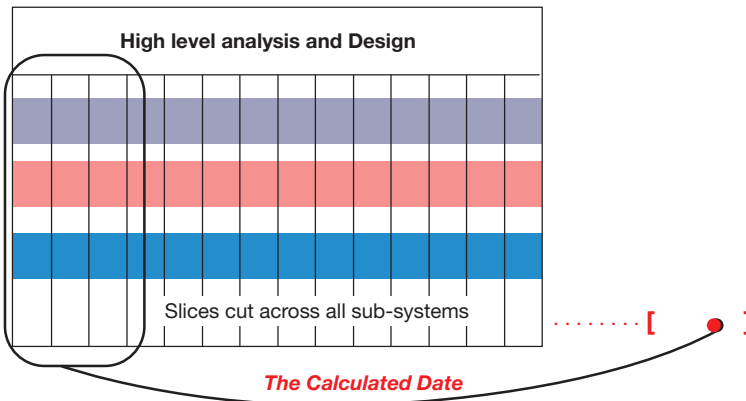 High level analysis and Design
Slices cut across all sub-systems
........[ ]
The Calculated Date